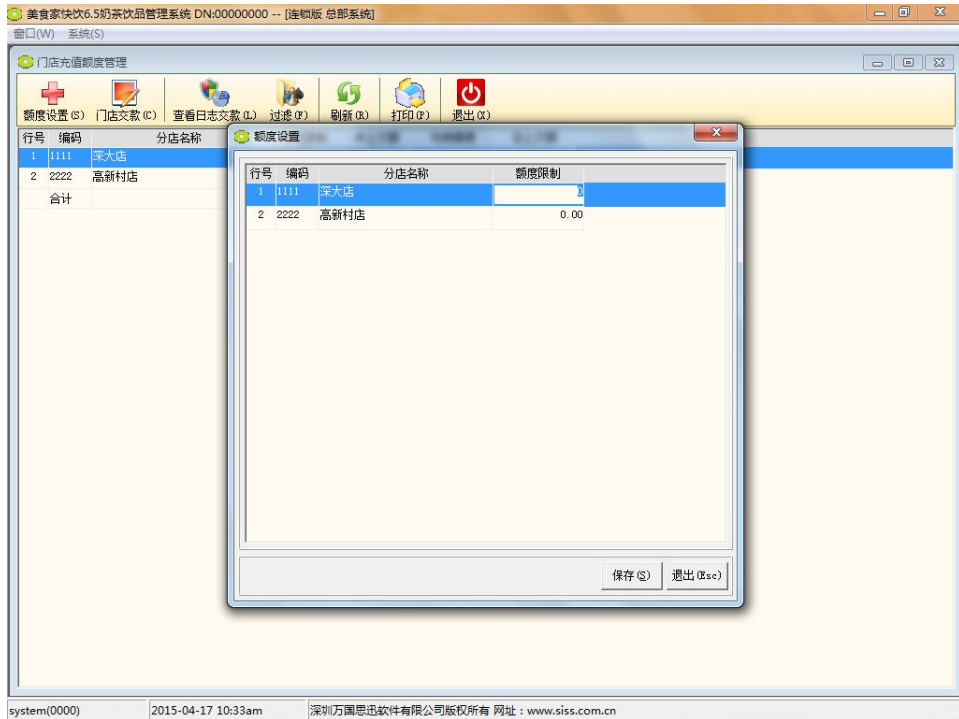 美食家快饮6.5奶茶饮品管理系统 DN:00000000 -- [连锁版 总部系统]
窗口(W) 系统(S)
门店充值额度管理
额度设置(S) 门店交款(C) 查看日志交款(L) 过滤(F) 刷新(R) 打印(P) 退出(X)
行号 编码 分店名称
1 1111 深大店
2 2222 高新村店
合计
额度设置
行号 编码 分店名称 额度限制
1 1111 深大店 0
2 2222 高新村店 0.00
保存(S) 退出(Esc)
system(0000) 2015-04-17 10:33am 深圳万国思迅软件有限公司版权所有 网址：www.siss.com.cn